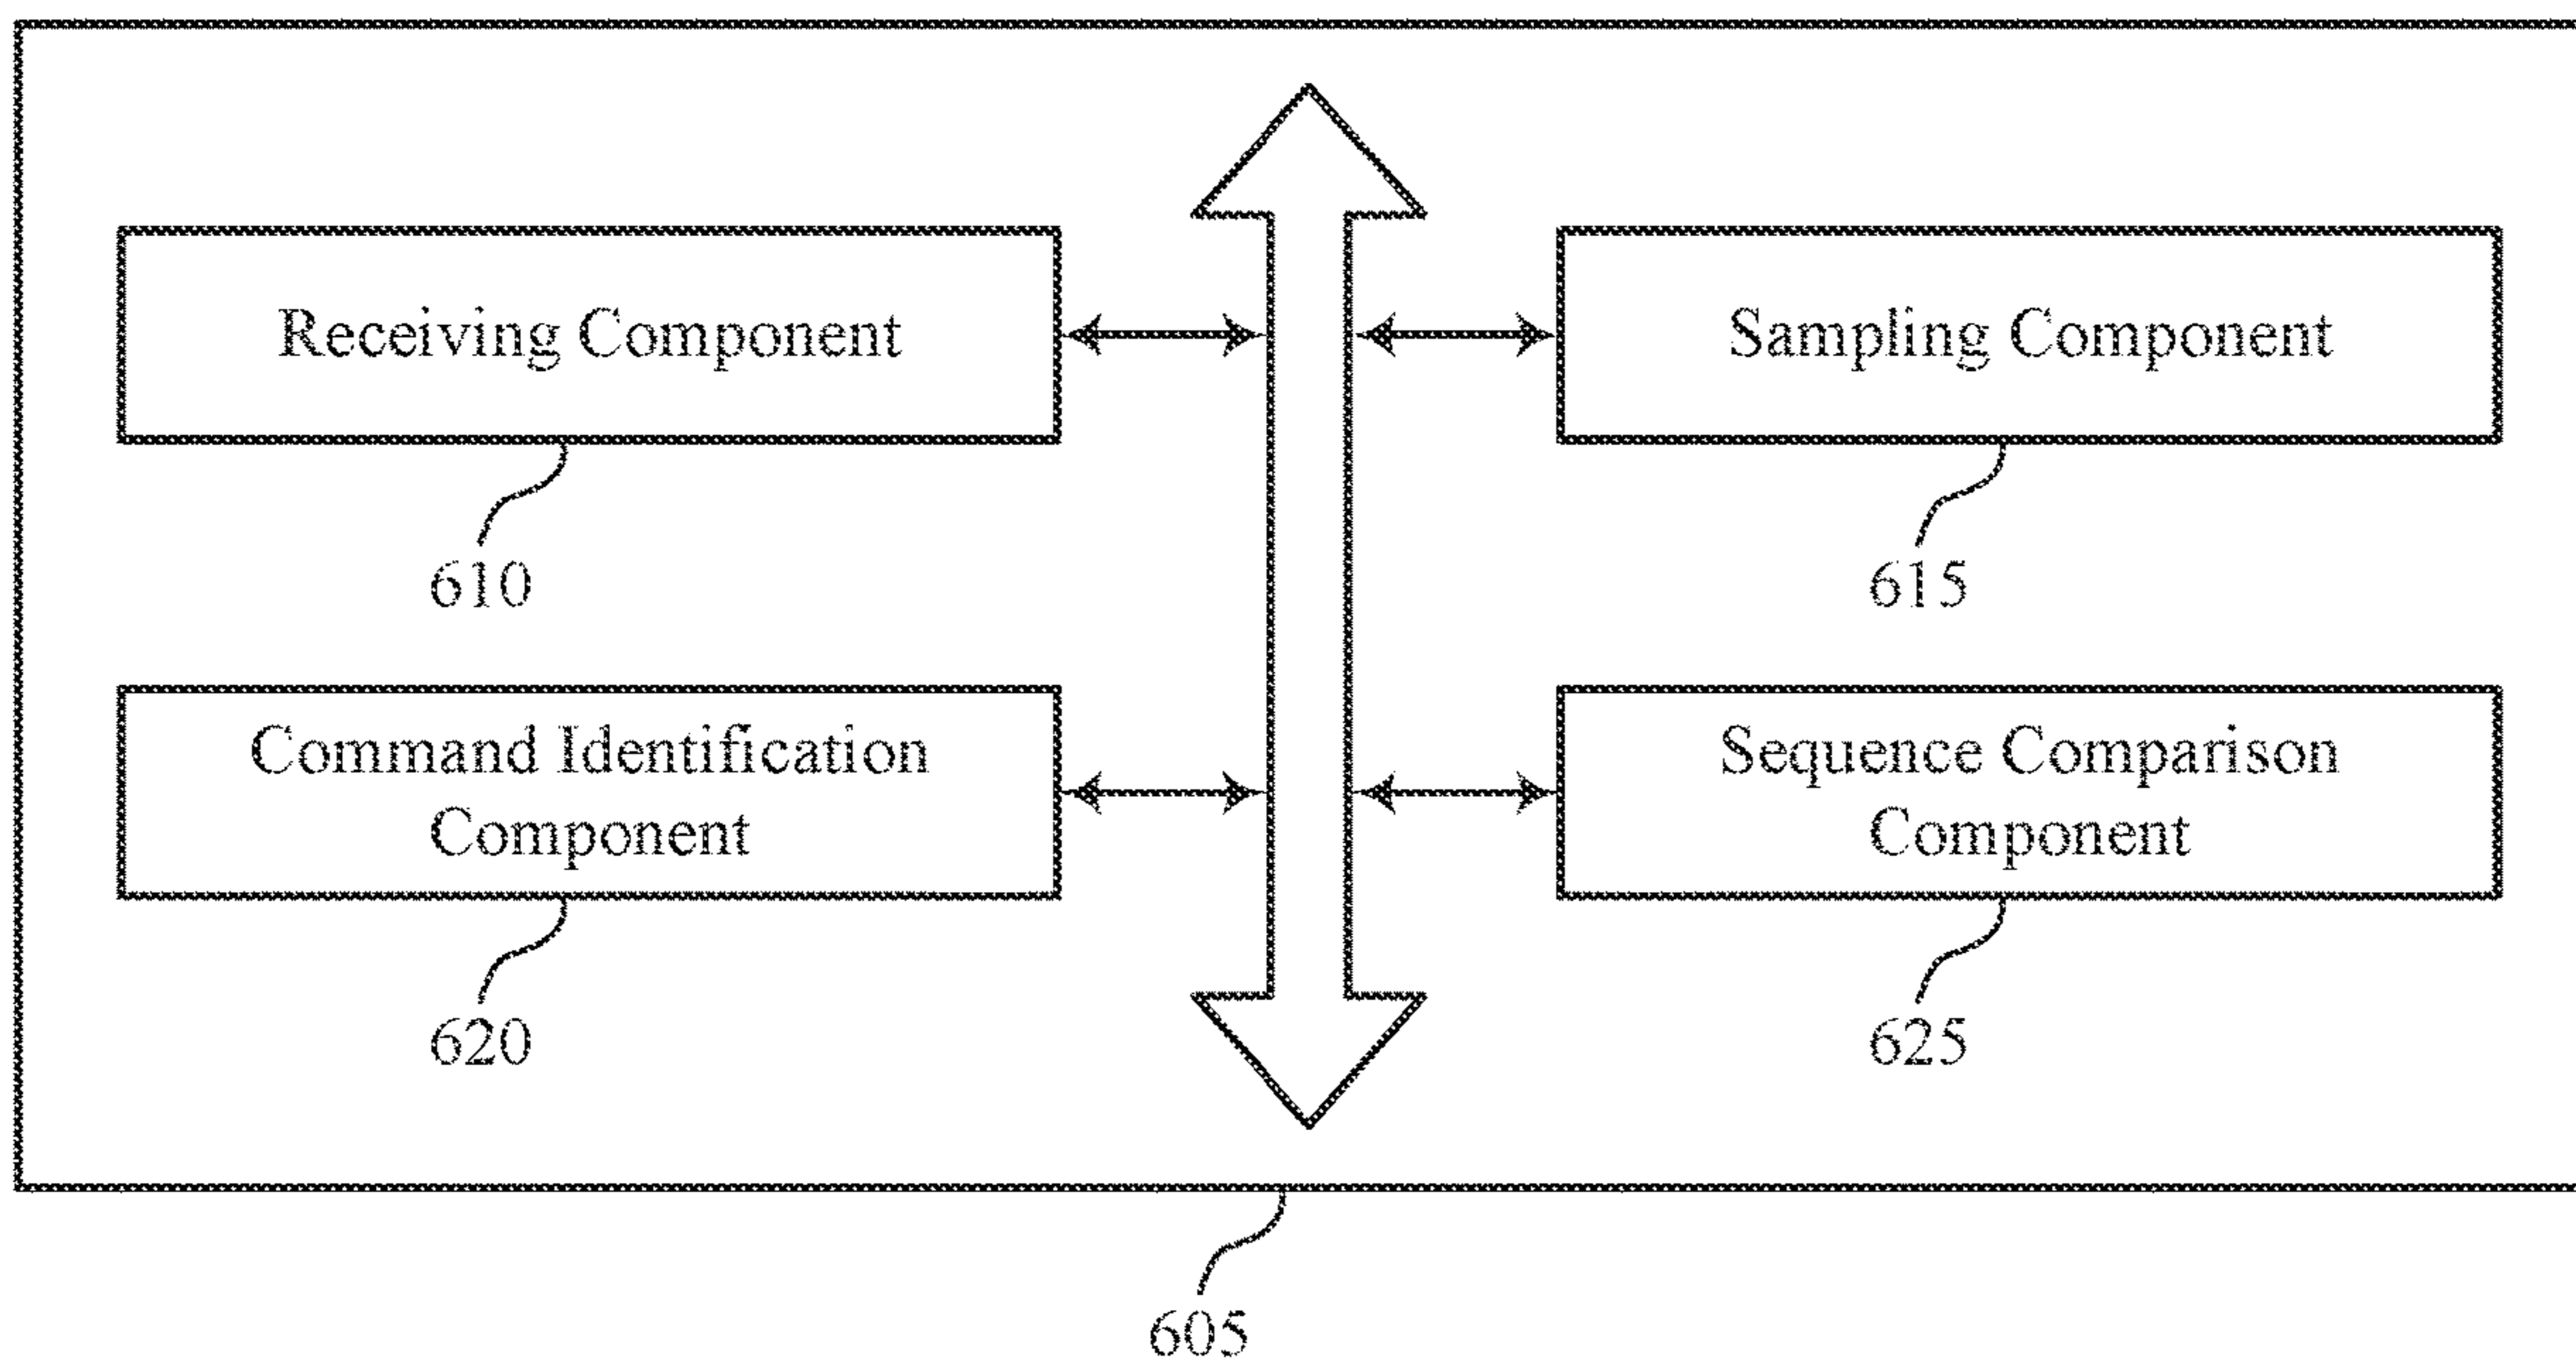 Receiving Component
Sampling Component
610
615
Command Identification
Component
Sequence Comparison
Component
620
625
605